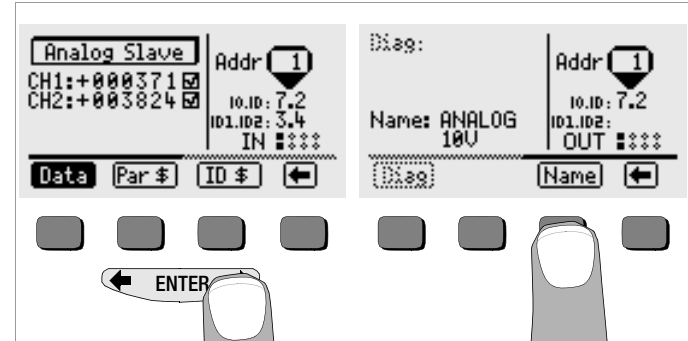 Analog Slave
CH1:+000371
CH2:+003824
Addr 1
IO.ID: 7.2
ID1.ID2: 3.4
IN
Data
Par $
ID $
ENTER
Diag:
Name: ANALOG
10V
Addr 1
IO.ID: 7.2
ID1.ID2:
OUT
Diag
Name